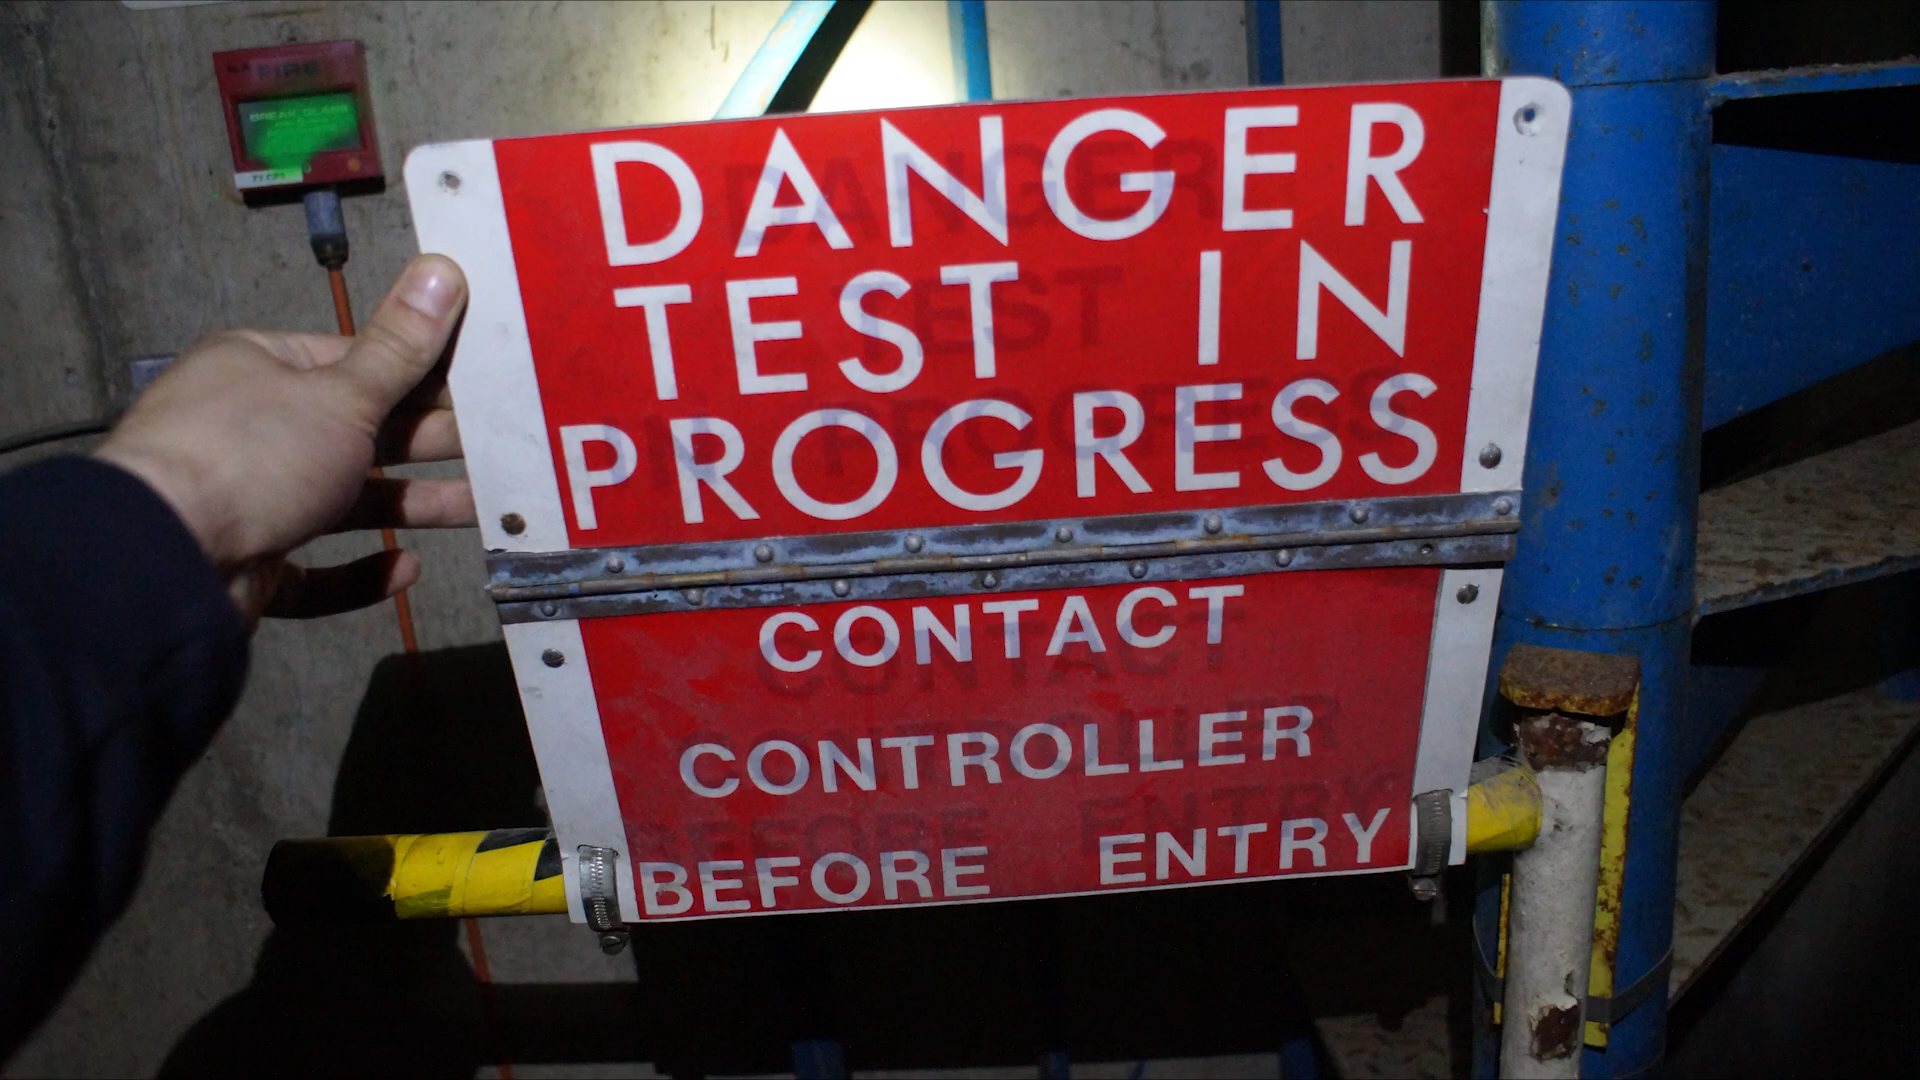 FIRE
BREAK GLASS
DANGER
TEST IN
PROGRESS
CONTACT
CONTROLLER
BEFORE ENTRY